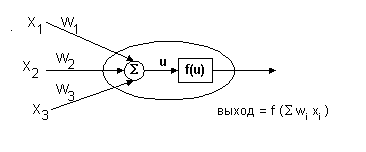 X1 W1
X2 W2 Σ u f(u)
X3 W3
выход = f (Σ wi xi )